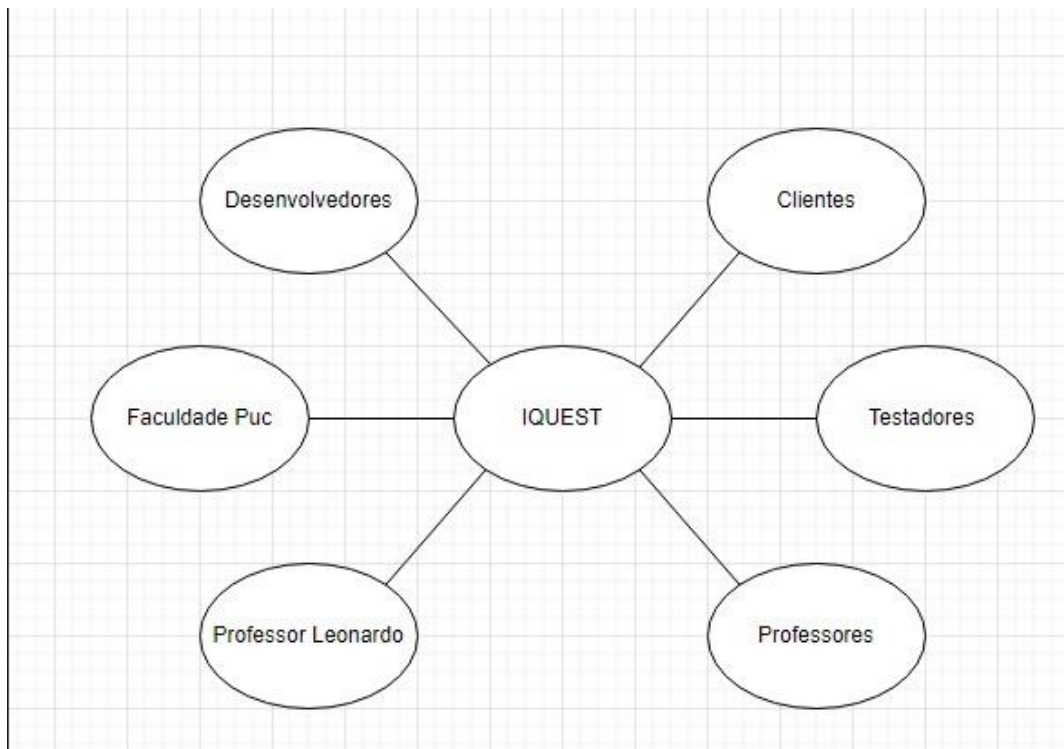 Desenvolvedores
Clientes
Faculdade Puc
IQUEST
Testadores
Professor Leonardo
Professores